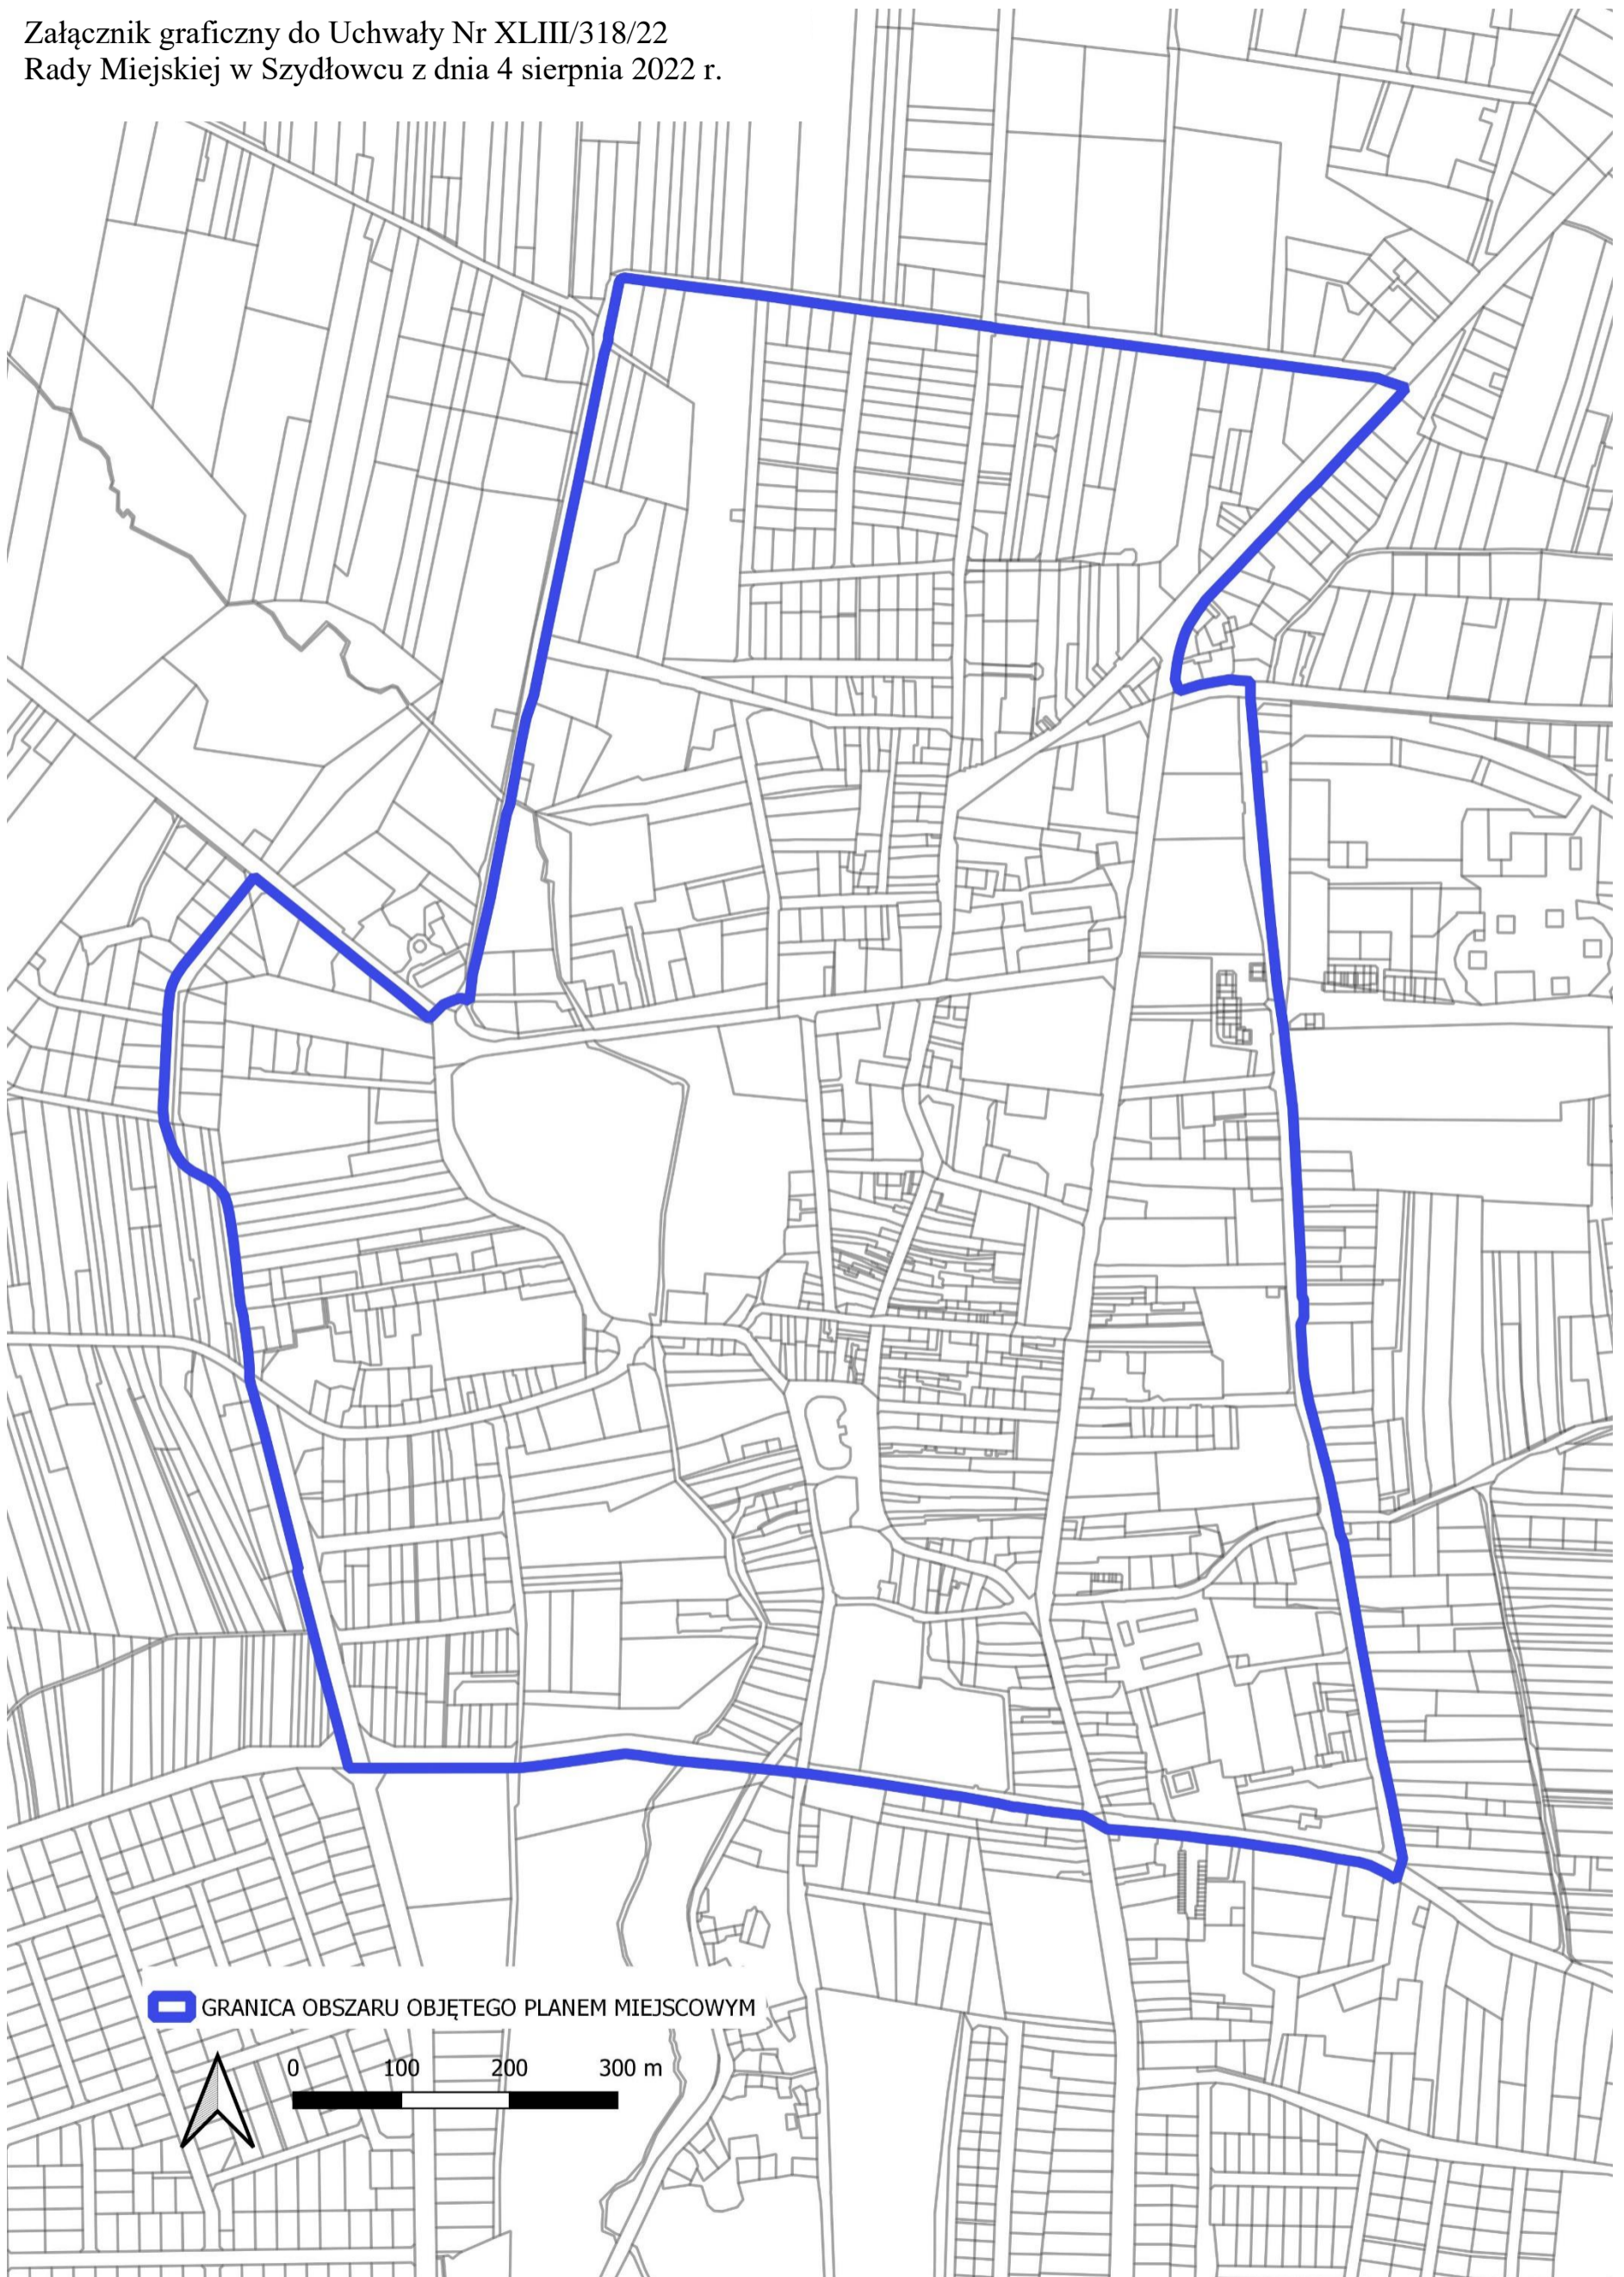 Załącznik graficzny do Uchwały Nr XLIII/318/22
Rady Miejskiej w Szydłowcu z dnia 4 sierpnia 2022 r.
GRANICA OBSZARU OBJĘTEGO PLANEM MIEJSCOWYM
0 100 200 300 m